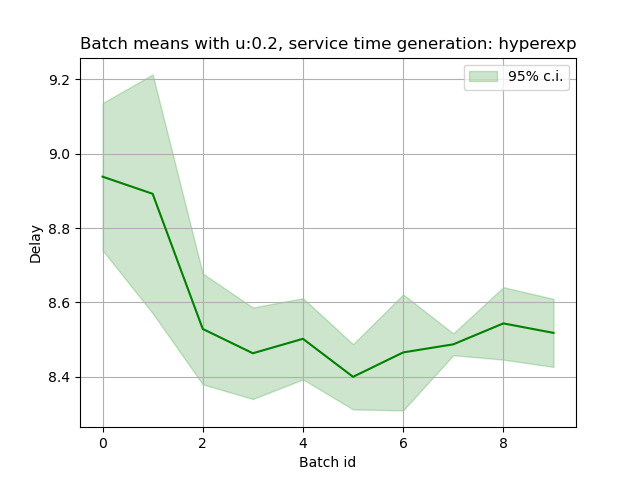 Batch means with u:0.2, service time generation: hyperexp
95% c.i.
9.2
9.0
8.8
8.6
8.4
Delay
0 2 4 6 8
Batch id